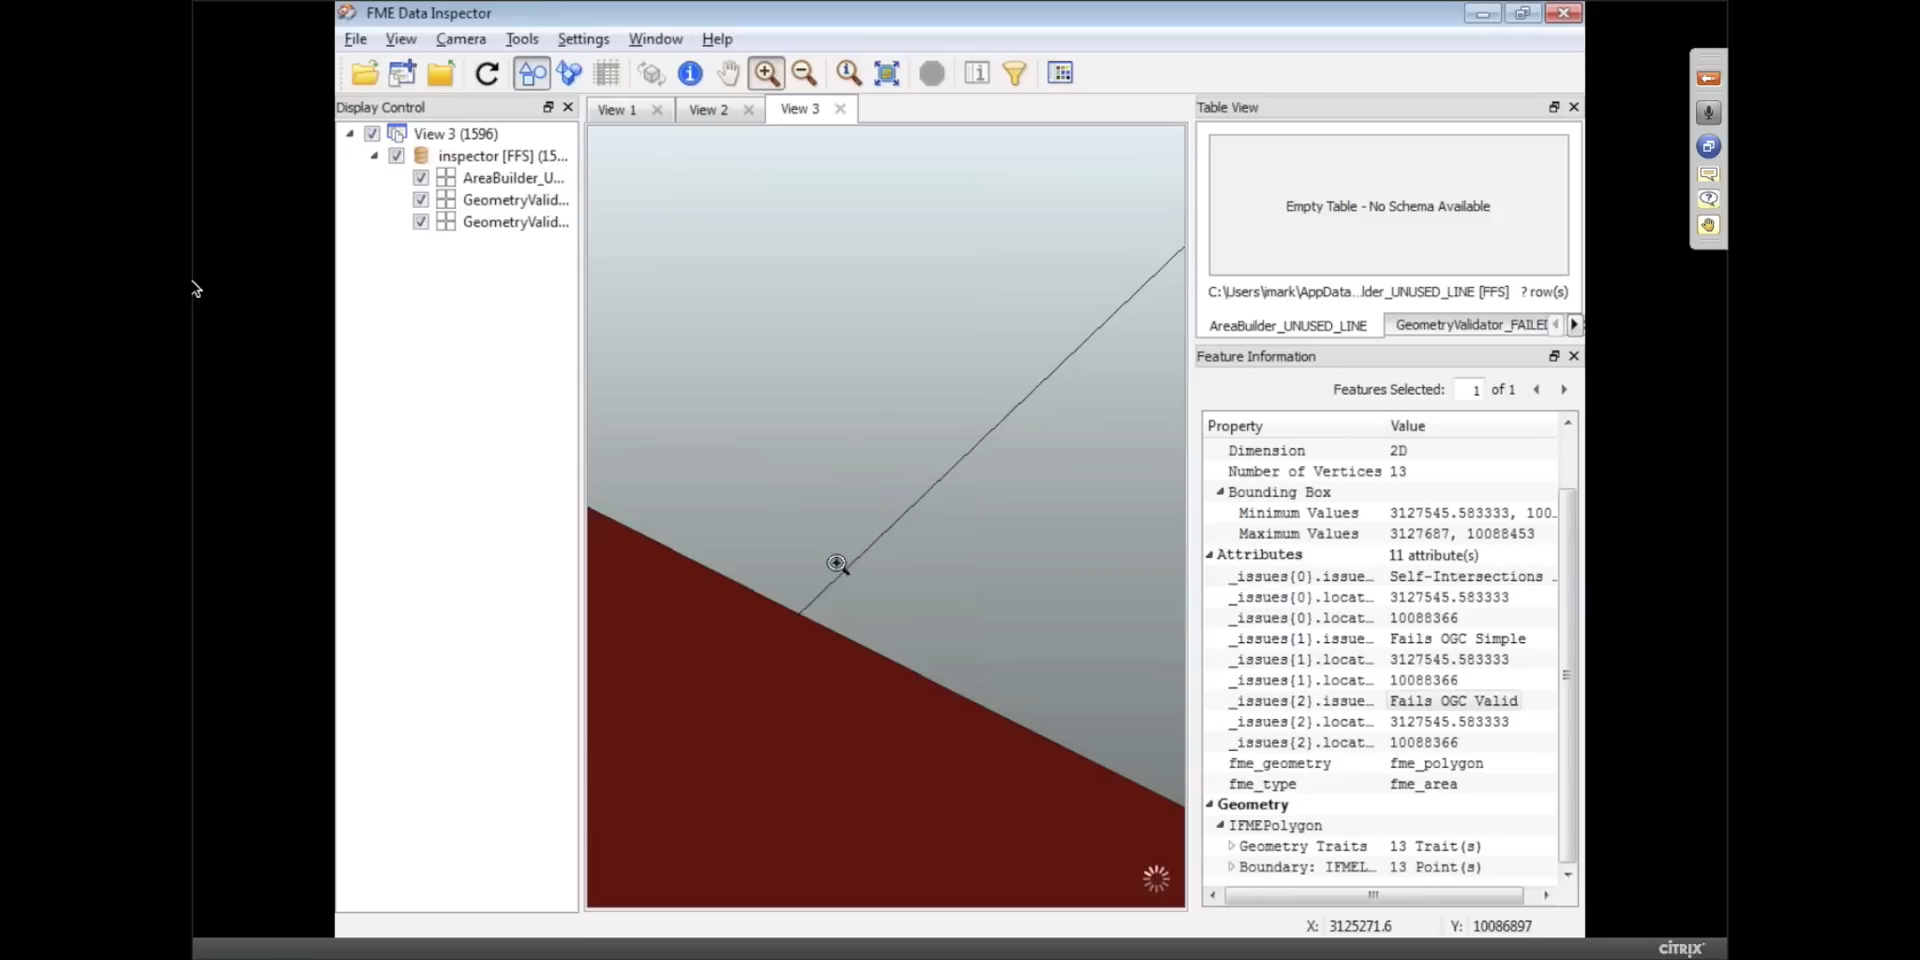 FME Data Inspector
File View Camera Tools Settings Window Help
Display Control
View 3 (1596)
inspector [FFS] (15...
AreaBuilder_U...
GeometryValid...
GeometryValid...
View 1 View 2 View 3
Table View
Empty Table - No Schema Available
C:\Users\mark\AppData...lder_UNUSED_LINE [FFS] ? row(s)
AreaBuilder_UNUSED_LINE GeometryValidator_FAILED
Feature Information
Features Selected: 1 of 1
Property Value
Dimension 2D
Number of Vertices 13
Bounding Box
Minimum Values 3127545.583333, 100...
Maximum Values 3127687, 10088453
Attributes 11 attribute(s)
_issues{0}.issue... Self-Intersections ...
_issues{0}.locat... 3127545.583333
_issues{0}.locat... 10088366
_issues{1}.issue... Fails OGC Simple
_issues{1}.locat... 3127545.583333
_issues{1}.locat... 10088366
_issues{2}.issue... Fails OGC Valid
_issues{2}.locat... 3127545.583333
_issues{2}.locat... 10088366
fme_geometry fme_polygon
fme_type fme_area
Geometry
IFMEPolygon
Geometry Traits 13 Trait(s)
Boundary: IFMEL... 13 Point(s)
X: 3125271.6 Y: 10086897
CITRIX